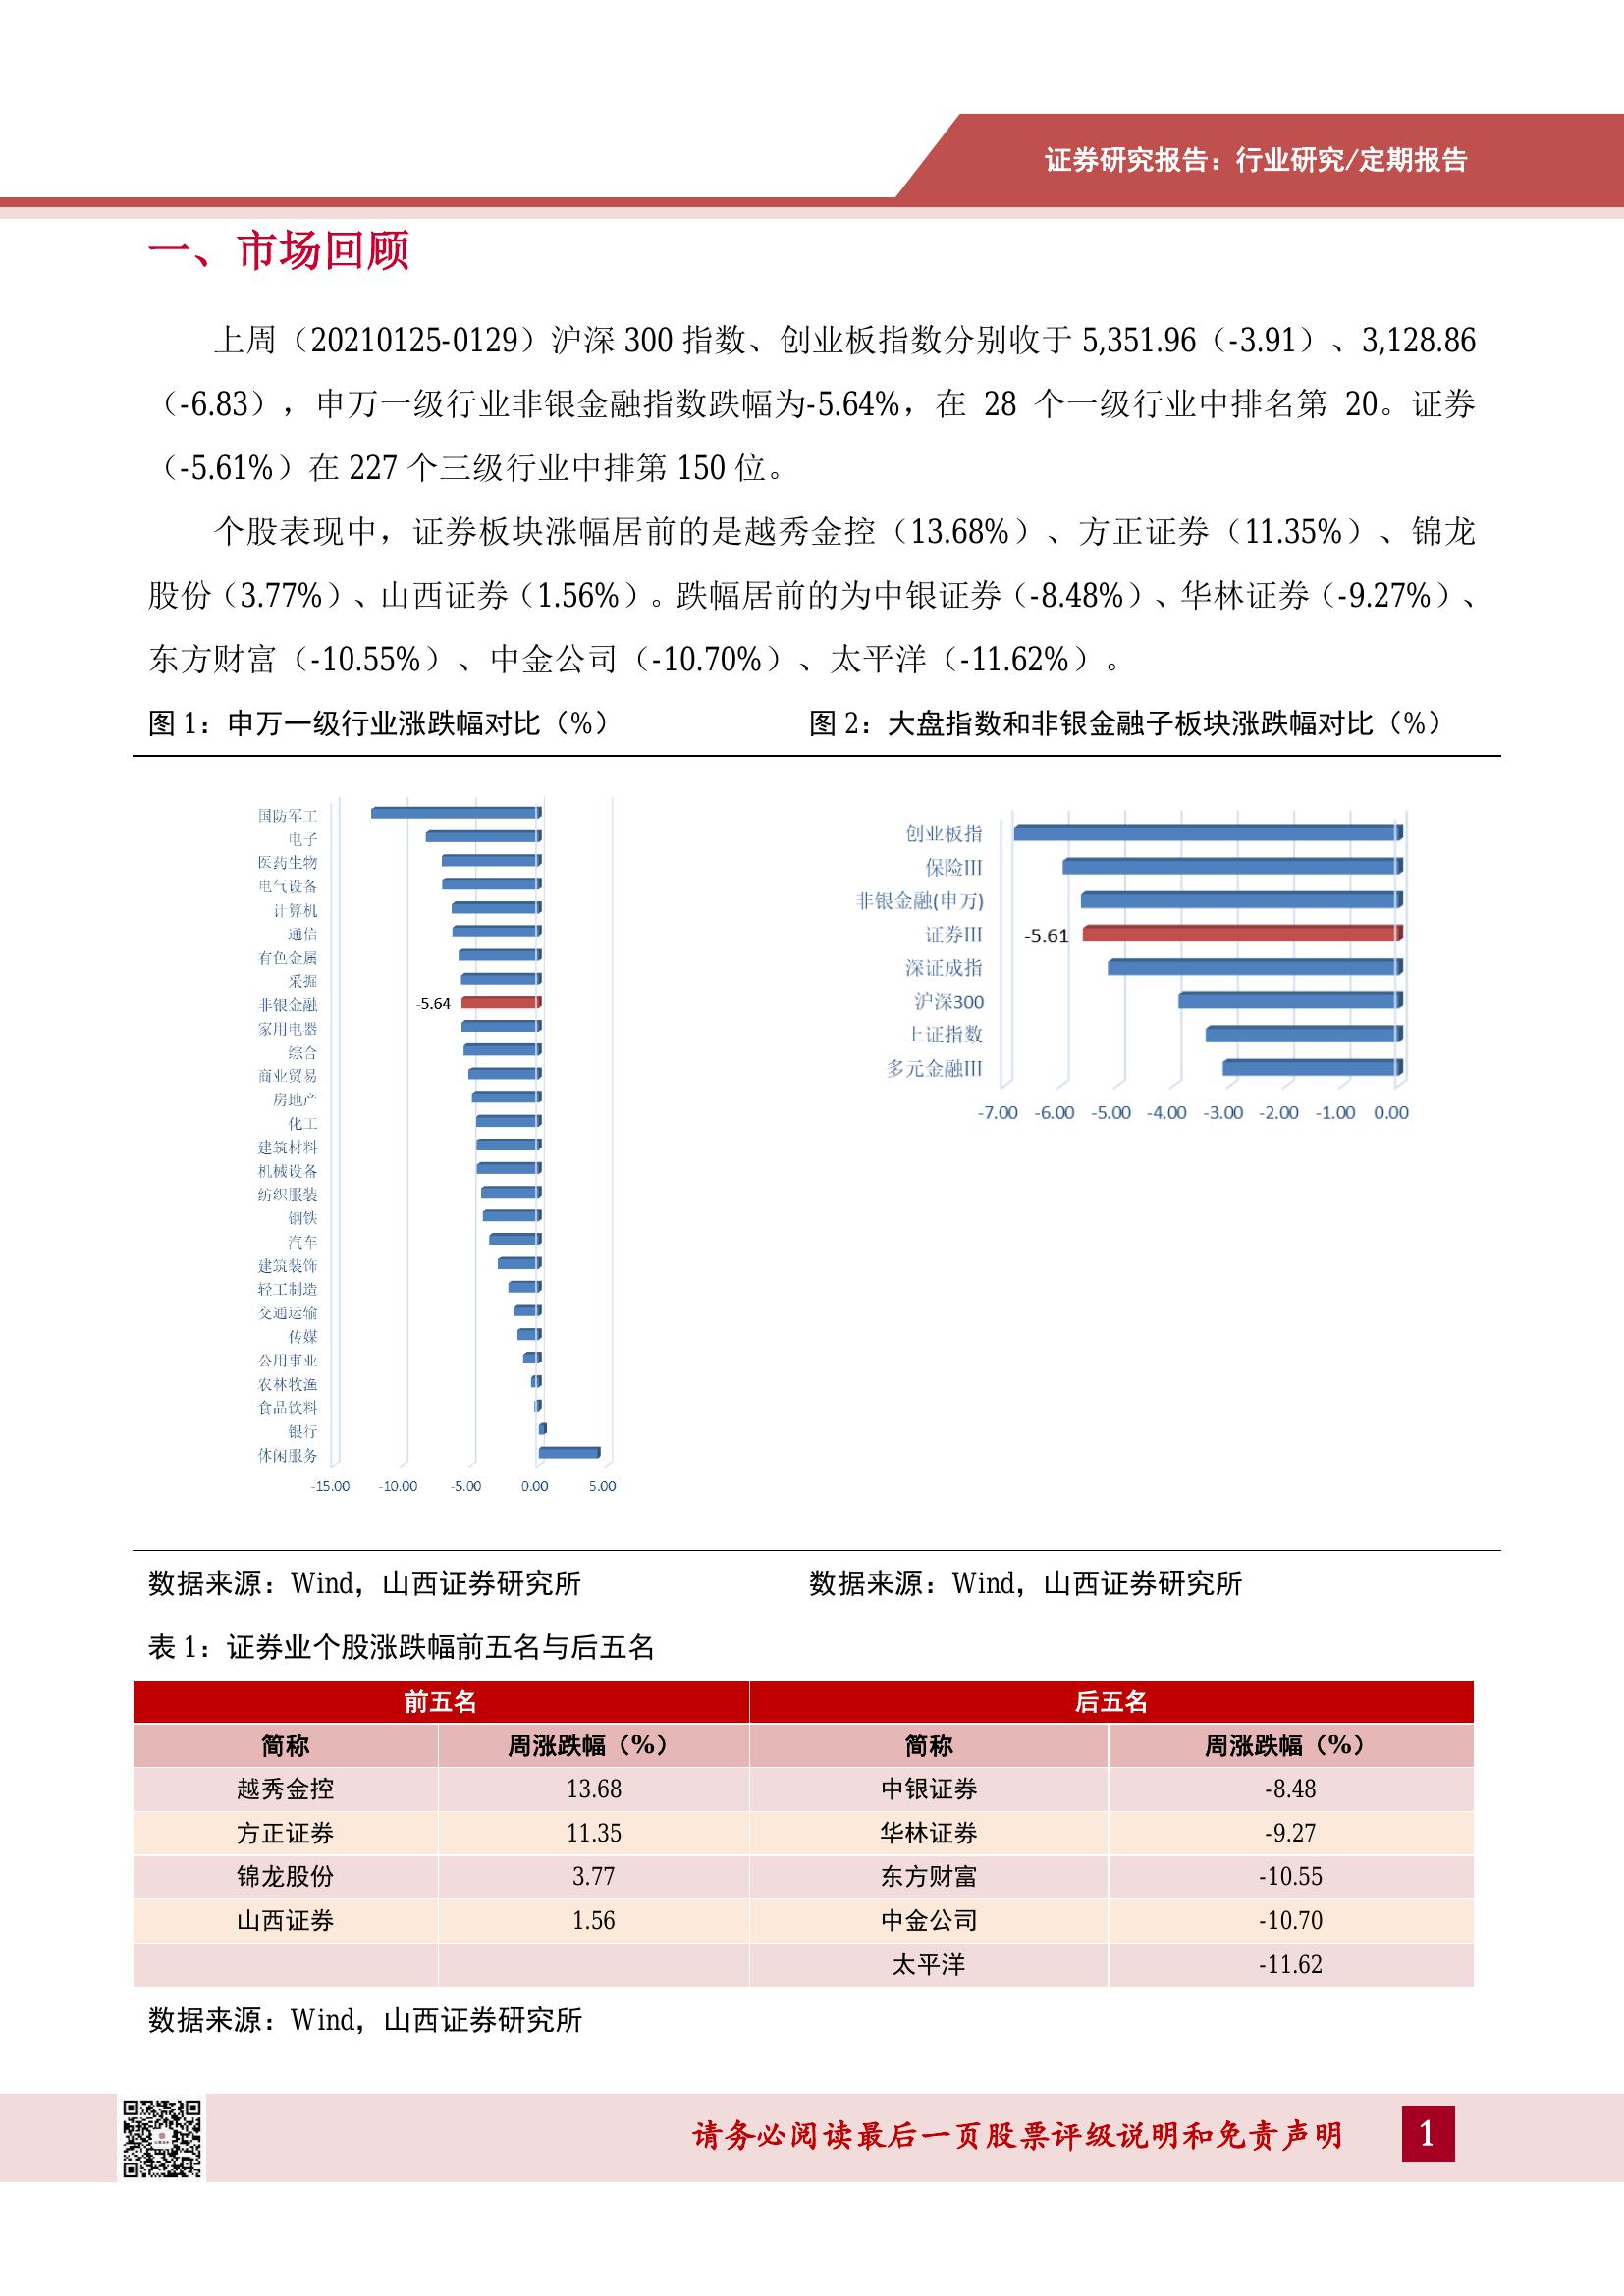 证券研究报告：行业研究/定期报告
一、市场回顾
上周（20210125-0129）沪深 300 指数、创业板指数分别收于 5,351.96（-3.91）、3,128.86
（-6.83），申万一级行业非银金融指数跌幅为-5.64%，在 28 个一级行业中排名第 20。证券
（-5.61%）在 227 个三级行业中排第 150 位。
个股表现中，证券板块涨幅居前的是越秀金控（13.68%）、方正证券（11.35%）、锦龙
股份（3.77%）、山西证券（1.56%）。跌幅居前的为中银证券（-8.48%）、华林证券（-9.27%）、
东方财富（-10.55%）、中金公司（-10.70%）、太平洋（-11.62%）。
图 1：申万一级行业涨跌幅对比（%）
国防军工
电子
医药生物
电气设备
计算机
通信
有色金属
采掘
非银金融 -5.64
家用电器
综合
商业贸易
房地产
化工
建筑材料
机械设备
纺织服装
钢铁
汽车
建筑装饰
轻工制造
交通运输
传媒
公用事业
农林牧渔
食品饮料
银行
休闲服务
-15.00 -10.00 -5.00 0.00 5.00
数据来源：Wind，山西证券研究所
图 2：大盘指数和非银金融子板块涨跌幅对比（%）
创业板指
保险III
非银金融(申万)
证券III -5.61
深证成指
沪深300
上证指数
多元金融III
-7.00 -6.00 -5.00 -4.00 -3.00 -2.00 -1.00 0.00
数据来源：Wind，山西证券研究所
表 1：证券业个股涨跌幅前五名与后五名
前五名 后五名
简称 周涨跌幅（%） 简称 周涨跌幅（%）
越秀金控 13.68 中银证券 -8.48
方正证券 11.35 华林证券 -9.27
锦龙股份 3.77 东方财富 -10.55
山西证券 1.56 中金公司 -10.70
太平洋 -11.62
数据来源：Wind，山西证券研究所
请务必阅读最后一页股票评级说明和免责声明 1